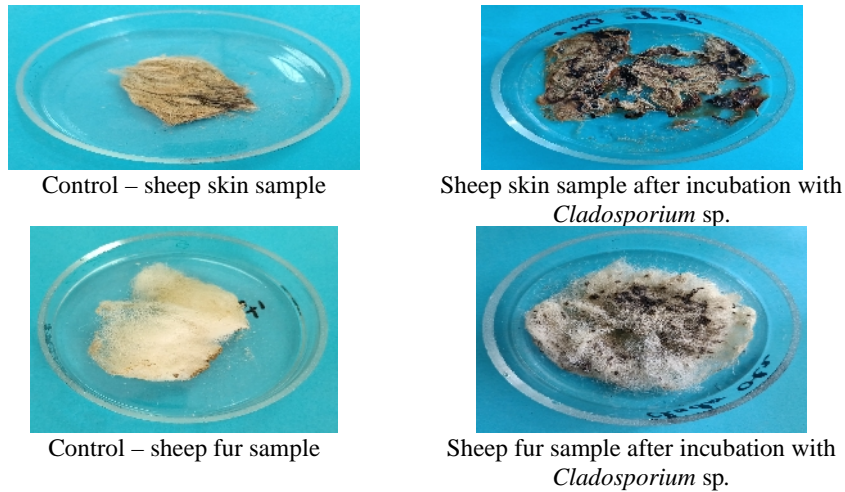 Control – sheep skin sample
Sheep skin sample after incubation with
Cladosporium sp.
Control – sheep fur sample
Sheep fur sample after incubation with
Cladosporium sp.